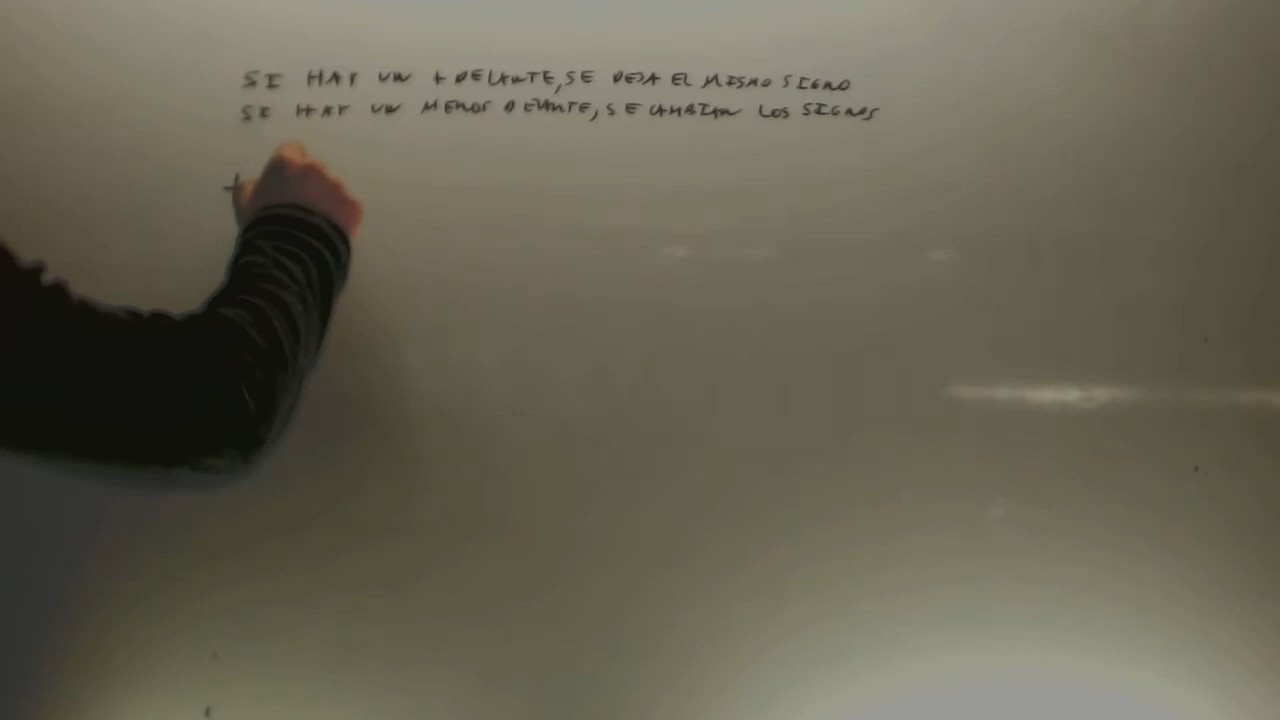 SI HAY UN + DELANTE, SE DEJA EL MISMO SIGNO
SI HAY UN MENOS DELANTE, SE CAMBIAN LOS SIGNOS
+